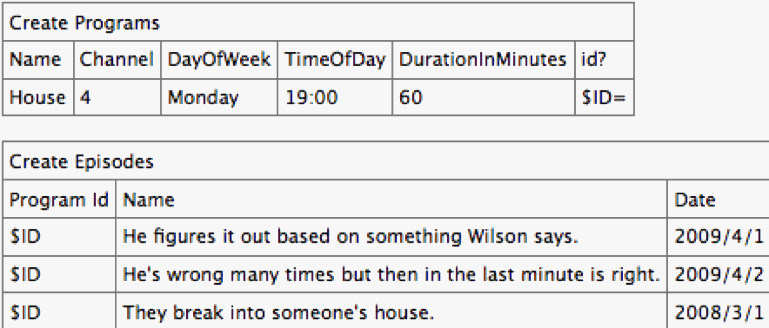 Create Programs
Name Channel DayOfWeek TimeOfDay DurationInMinutes id?
House 4 Monday 19:00 60 $ID=
Create Episodes
Program Id Name Date
$ID He figures it out based on something Wilson says. 2009/4/1
$ID He's wrong many times but then in the last minute is right. 2009/4/2
$ID They break into someone's house. 2008/3/1